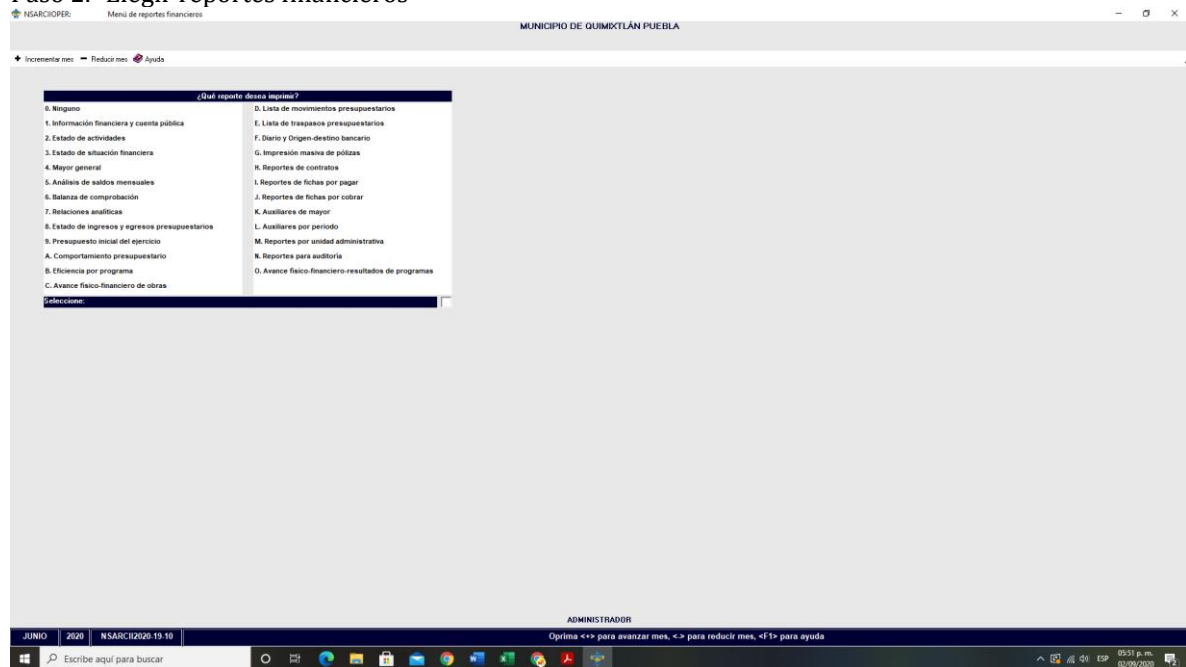 NSARCIIOPER: Menú de reportes financieros
MUNICIPIO DE QUIMIXTLÁN PUEBLA
Incrementar mes Reducir mes Ayuda
¿Qué reporte desea imprimir?
0. Ninguno
1. Información financiera y cuenta pública
2. Estado de actividades
3. Estado de situación financiera
4. Mayor general
5. Análisis de saldos mensuales
6. Balanza de comprobación
7. Relaciones analíticas
8. Estado de ingresos y egresos presupuestarios
9. Presupuesto inicial del ejercicio
A. Comportamiento presupuestario
B. Eficiencia por programa
C. Avance físico-financiero de obras
D. Lista de movimientos presupuestarios
E. Lista de traspasos presupuestarios
F. Diario y Origen-destino bancario
G. Impresión masiva de pólizas
H. Reportes de contratos
I. Reportes de fichas por pagar
J. Reportes de fichas por cobrar
K. Auxiliares de mayor
L. Auxiliares por periodo
M. Reportes por unidad administrativa
N. Reportes para auditoría
O. Avance físico-financiero-resultados de programas
Seleccione:
ADMINISTRADOR
JUNIO 2020 NSARCII2020-19-10 Oprima <+> para avanzar mes, <-> para reducir mes, <F1> para ayuda
Escribe aquí para buscar
ESP
05:51 p. m.
02/09/2020